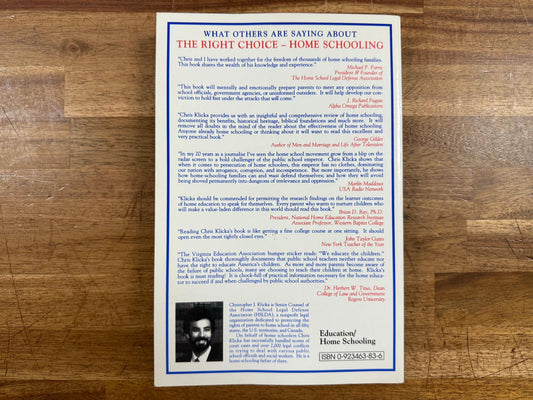 WHAT OTHERS ARE SAYING ABOUT
THE RIGHT CHOICE – HOME SCHOOLING
"Chris and I have worked together for the freedom of thousands of home schooling families.
This book shares the wealth of his knowledge and experience."
Michael P. Farris
President & Founder of
The Home School Legal Defense Association
"This book will mentally and emotionally prepare parents to meet any opposition from
school officials, government agencies, or uninformed outsiders. It will help develop our con-
viction to hold fast under the attacks that will come."
J. Richard Fugate
Alpha Omega Publications
"Chris Klicka provides us with an insightful and comprehensive review of home schooling,
documenting its benefits, historical heritage, biblical foundations and much more. It will
remove all doubts in the mind of the reader about the effectiveness of home schooling.
Anyone already home schooling or thinking about it will want to read this excellent and
very practical book."
George Gilder
Author of Men and Marriage and Life After Television
"In my 20 years as a journalist I've seen the home school movement grow from a blip on the
radar screen to a bold challenger of the public school emperor. Chris Klicka shows that
when it comes to prosecution of home schoolers, this emperor has no clothes, dominating
our nation with arrogance, corruption, and incompetence. But more importantly, he shows
how home-schooling families can and must defend themselves; and how they will avoid
being shoved permanently into dungeons of irrelevance and oppression."
Marlin Maddoux
USA Radio Network
"Klicka should be commended for permitting the research findings on the learner outcomes
of home education to speak for themselves. Every parent who wants to nurture children who
will make a value-laden difference in this world should read this book."
Brian D. Ray, Ph.D.
President, National Home Education Research Institute
Associate Professor, Western Baptist College
"Reading Chris Klicka's book is like getting a fine college course at one sitting. It should
open even the most tightly closed eyes."
John Taylor Gatto
New York Teacher of the Year
"The Virginia Education Association bumper sticker reads: "We educate the children."
Chris Klicka's book thoroughly documents that public school teachers neither educate nor
have the right to educate America's children. As more and more parents become aware of
the failure of public schools, many are choosing to teach their children at home. Klicka's
book is must reading! It is chock-full of practical information necessary for the home educa-
tor to succeed if and when challenged by public school authorities."
Dr. Herbert W. Titus, Dean
College of Law and Government
Regent University
Christopher J. Klicka is Senior Counsel of
the Home School Legal Defense
Association (HSLDA), a nonprofit legal
organization dedicated to protecting the
rights of parents to home school in all fifty
states, the U.S. territories, and Canada.
On behalf of home schoolers Chris
Klicka has successfully handled scores of
court cases and over 2,000 legal conflicts
in trying to deal with various public
school officials and social workers. He is a
home-schooling father of three.
Education/
Home Schooling
ISBN 0-923463-83-6